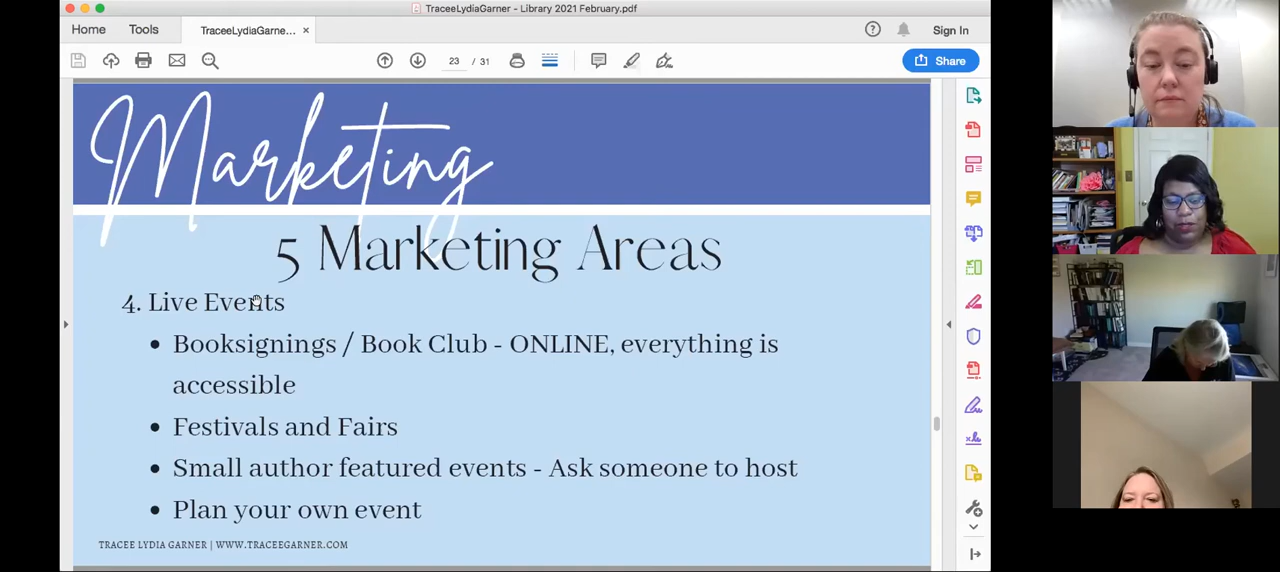 TraceeLydiaGarner - Library 2021 February.pdf
Home Tools TraceeLydiaGarne... × Sign In
23 / 31 Share
Marketing
5 Marketing Areas
4. Live Events
• Booksignings / Book Club - ONLINE, everything is
accessible
• Festivals and Fairs
• Small author featured events - Ask someone to host
• Plan your own event
TRACEE LYDIA GARNER | WWW.TRACEEGARNER.COM